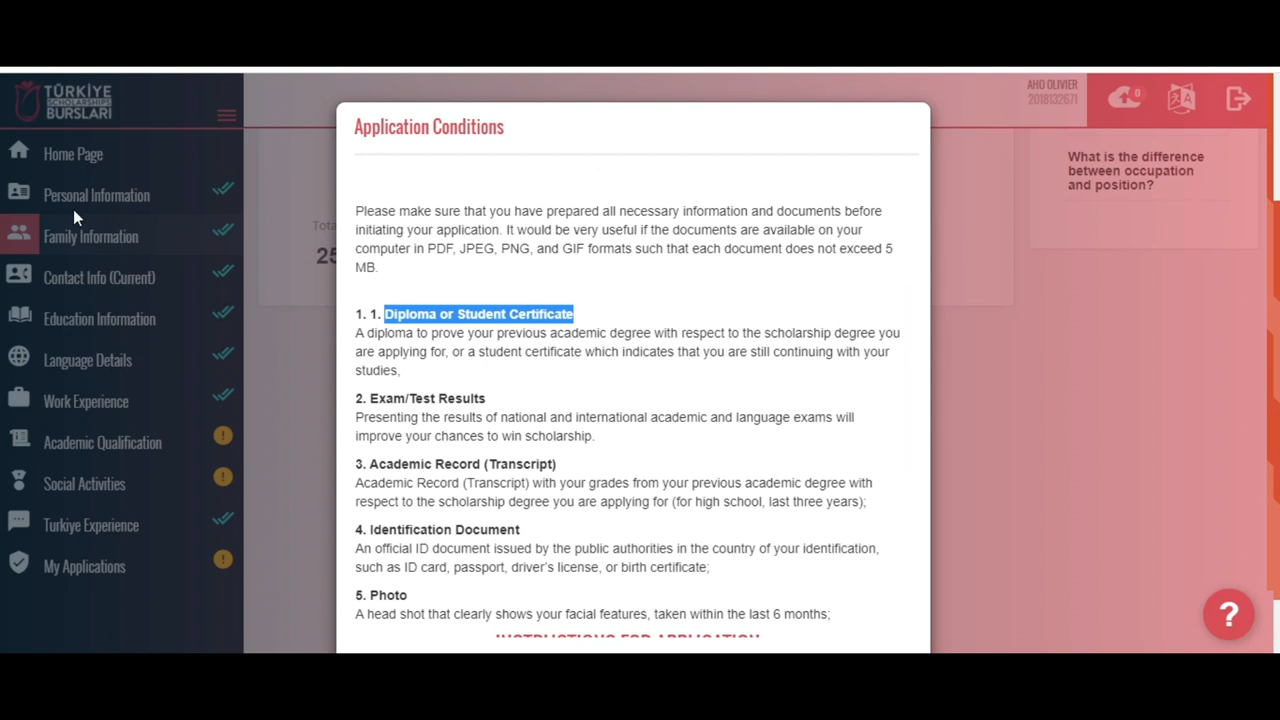 TÜRKİYE
SCHOLARSHIPS
BURSLARI
Home Page
Personal Information
Family Information
Contact Info (Current)
Education Information
Language Details
Work Experience
Academic Qualification
Social Activities
Turkiye Experience
My Applications
Tota
25
AHO OLIVIER
2018132671
0
What is the difference
between occupation
and position?
Application Conditions
Please make sure that you have prepared all necessary information and documents before
initiating your application. It would be very useful if the documents are available on your
computer in PDF, JPEG, PNG, and GIF formats such that each document does not exceed 5
MB.
1. 1. Diploma or Student Certificate
A diploma to prove your previous academic degree with respect to the scholarship degree you
are applying for, or a student certificate which indicates that you are still continuing with your
studies,
2. Exam/Test Results
Presenting the results of national and international academic and language exams will
improve your chances to win scholarship.
3. Academic Record (Transcript)
Academic Record (Transcript) with your grades from your previous academic degree with
respect to the scholarship degree you are applying for (for high school, last three years);
4. Identification Document
An official ID document issued by the public authorities in the country of your identification,
such as ID card, passport, driver's license, or birth certificate;
5. Photo
A head shot that clearly shows your facial features, taken within the last 6 months;
INSTRUCTIONS FOR APPLICATION
?